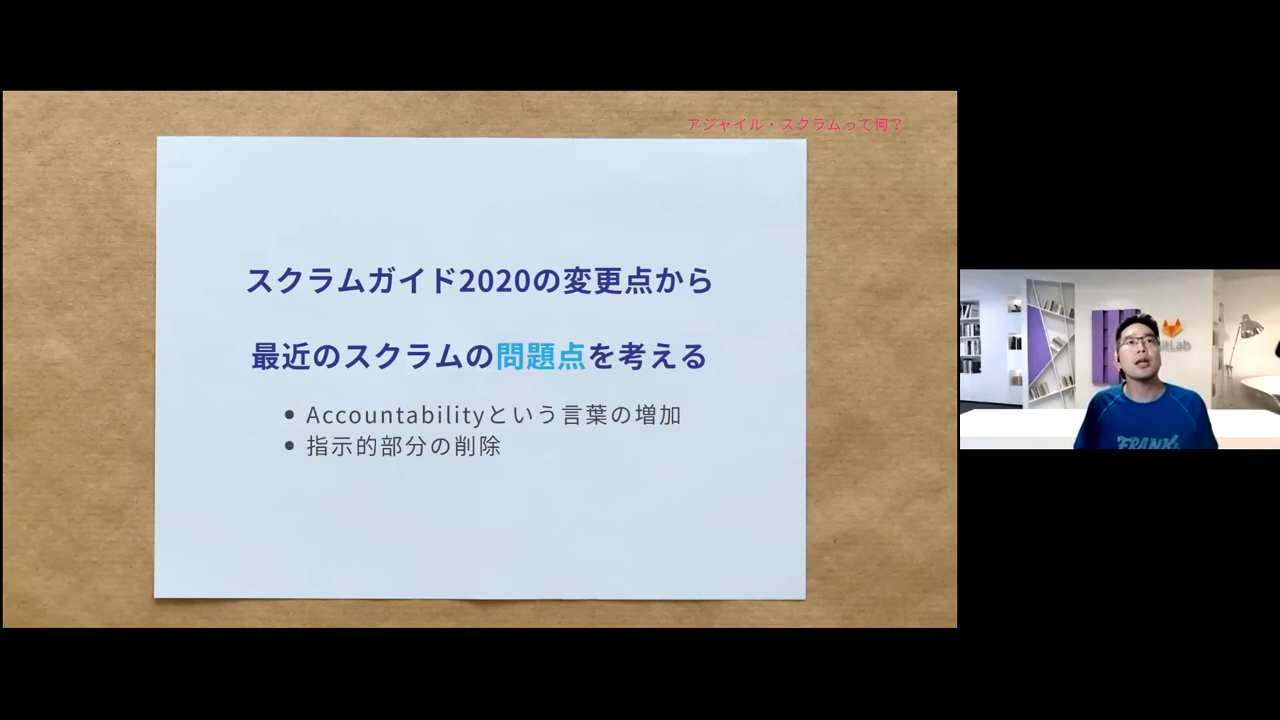 アジャイル・スクラムって何？
スクラムガイド2020の変更点から
最近のスクラムの問題点を考える
• Accountabilityという言葉の増加
• 指示的部分の削除
itLab
FRANK